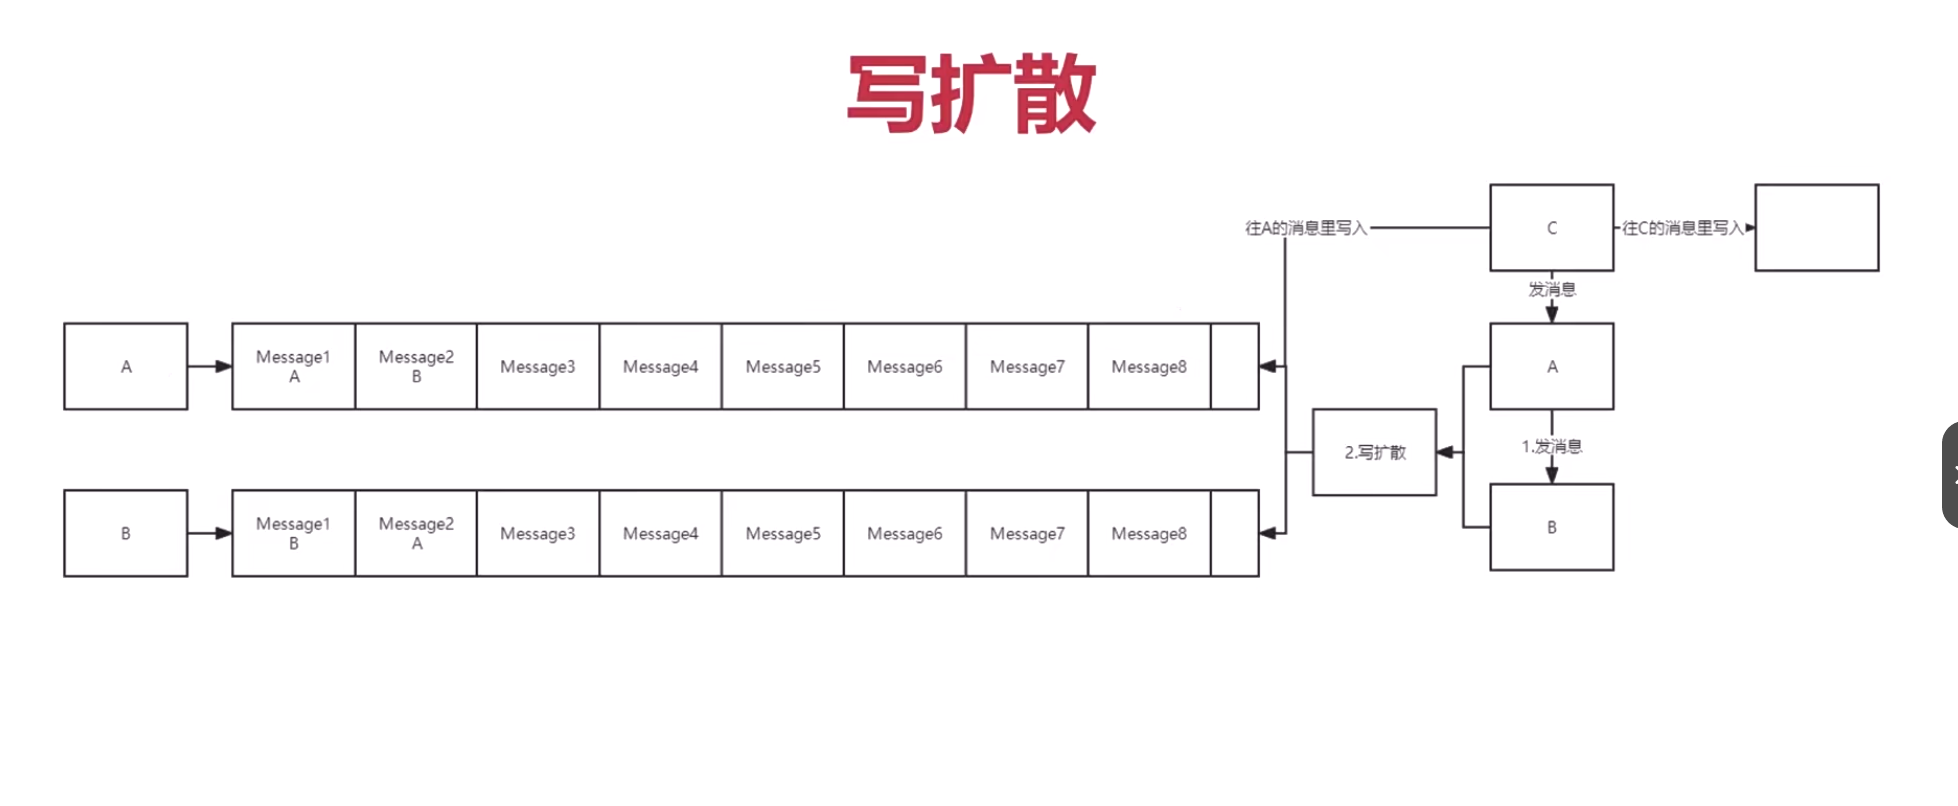 写扩散
往A的消息里写入
C
往C的消息里写入
发消息
A
Message1
A
Message2
B
Message3
Message4
Message5
Message6
Message7
Message8
A
2.写扩散
1.发消息
B
Message1
B
Message2
A
Message3
Message4
Message5
Message6
Message7
Message8
B